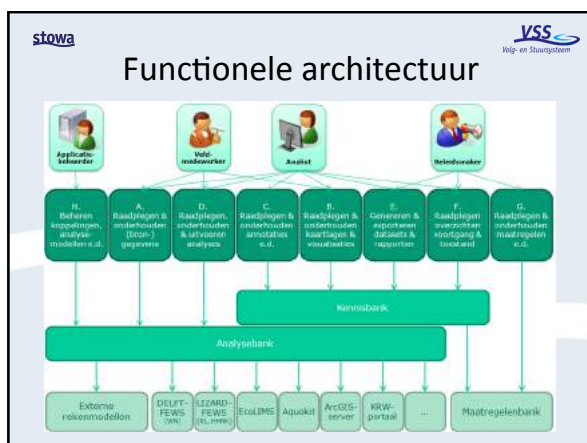 stowa
VSS
Volg- en Stuursysteem
Functionele architectuur
Applicatie-
beheerder
Veld-
medewerker
Analist
Beleidsmaker
H.
Beheren
koppelingen,
analyse-
modellen e.d.
A.
Raadplegen &
onderhouden
(bron-)
gegevens
D.
Raadplegen,
onderhouden
& uitvoeren
analyses
C.
Raadplegen &
onderhouden
annotaties
e.d.
B.
Raadplegen &
onderhouden
kaartlagen &
visualisaties
E.
Genereren &
exporteren
datasets &
rapporten
F.
Raadplegen
overzichten
voortgang &
toestand
G.
Raadplegen &
onderhouden
maatregelen
e.d.
Kennisbank
Analysebank
Externe
rekenmodellen
DELFT-
FEWS
(WN)
LIZARD-
FEWS
(RL, HHNK)
EcoLIMS
Aquokit
ArcGIS-
server
KRW-
portaal
...
Maatregelenbank